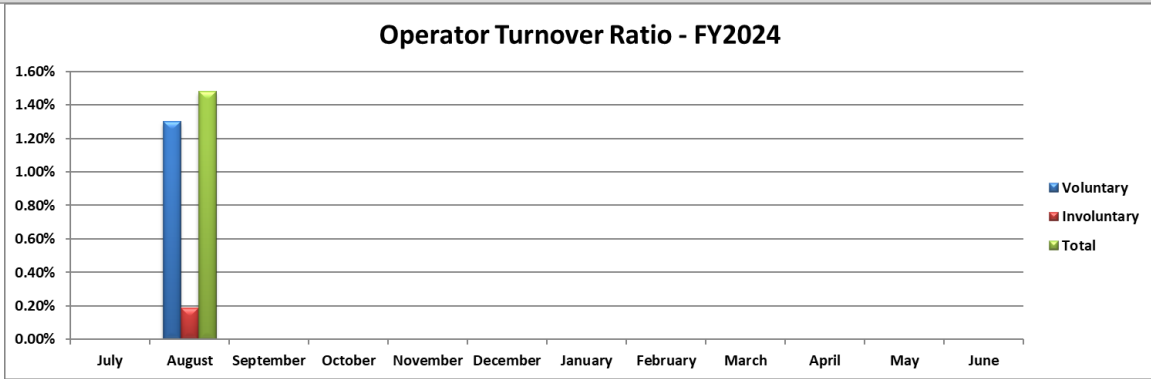 Operator Turnover Ratio - FY2024
1.60%
1.40%
1.20%
1.00%
0.80%
0.60%
0.40%
0.20%
0.00%
July August September October November December January February March April May June
Voluntary
Involuntary
Total